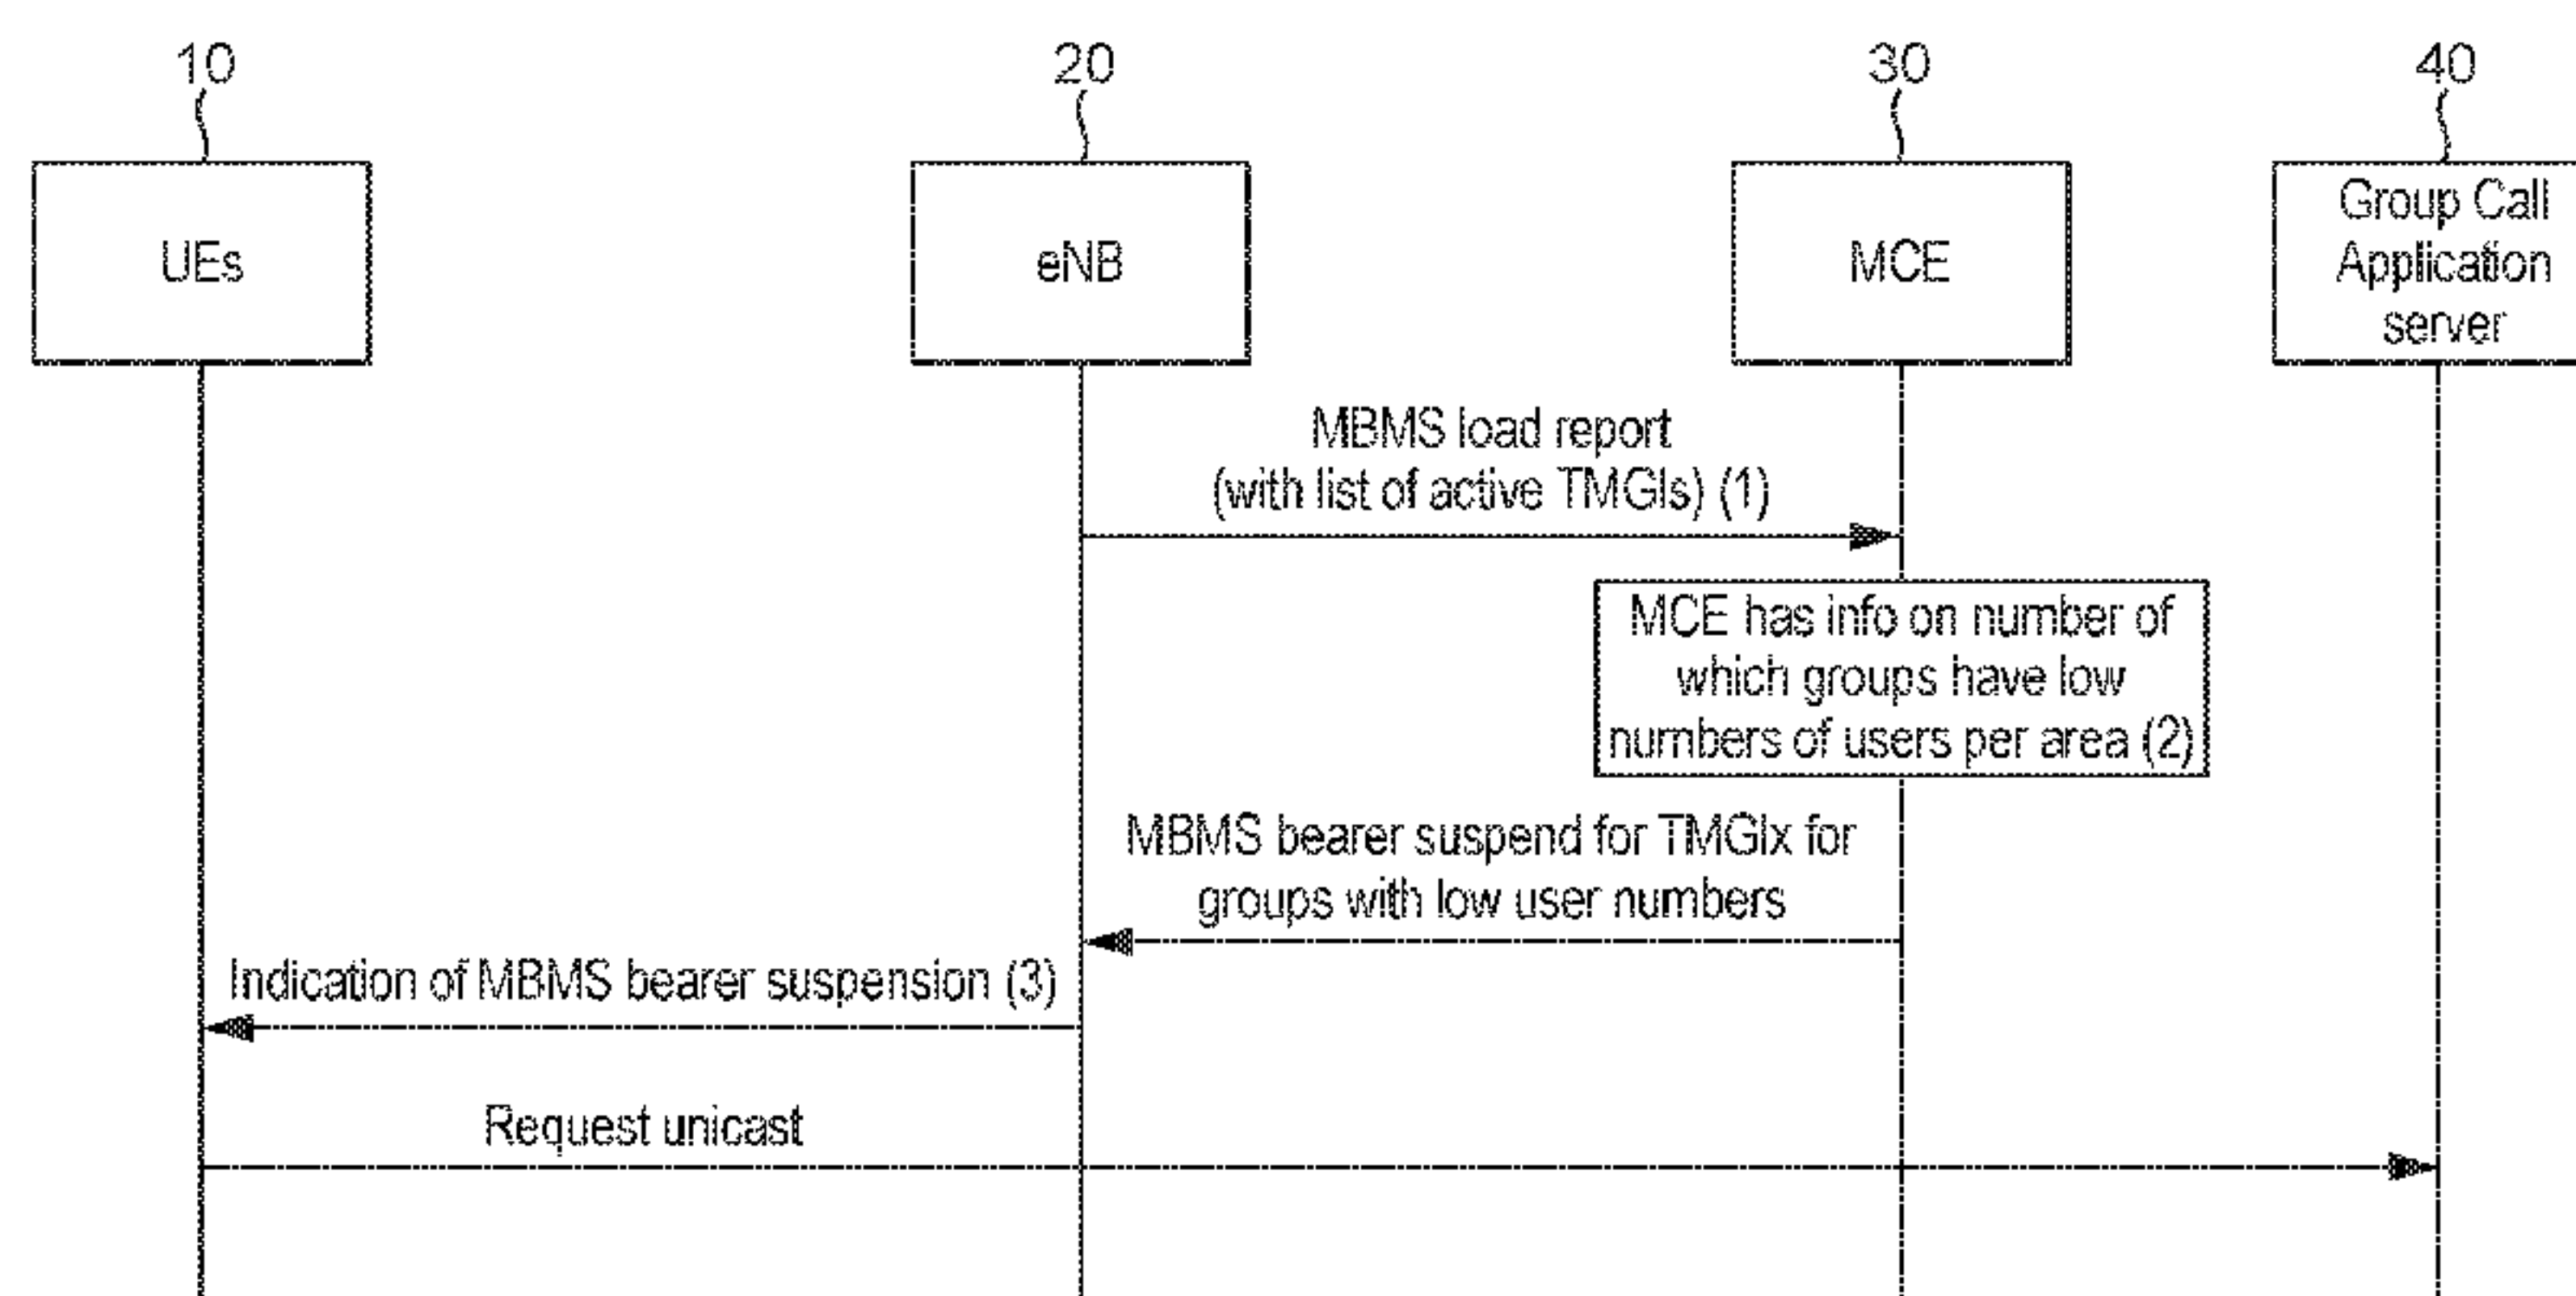 10
20
30
40
UEs
eNB
MCE
Group Call
Application
server
MBMS load report
(with list of active TMGIs) (1)
MCE has info on number of
which groups have low
numbers of users per area (2)
MBMS bearer suspend for TMGIx for
groups with low user numbers
Indication of MBMS bearer suspension (3)
Request unicast